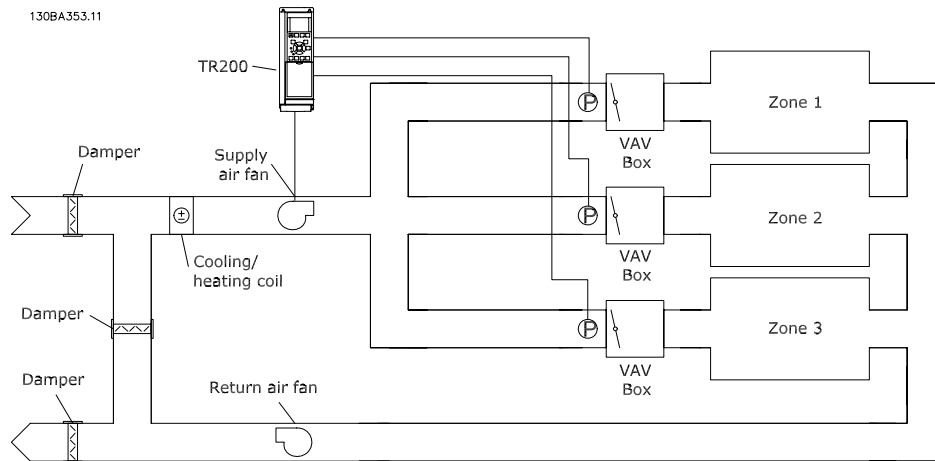 130BA353.11
TR200
Damper
Supply
air fan
Cooling/
heating coil
Damper
Damper
Return air fan
P
VAV
Box
Zone 1
P
VAV
Box
Zone 2
P
VAV
Box
Zone 3